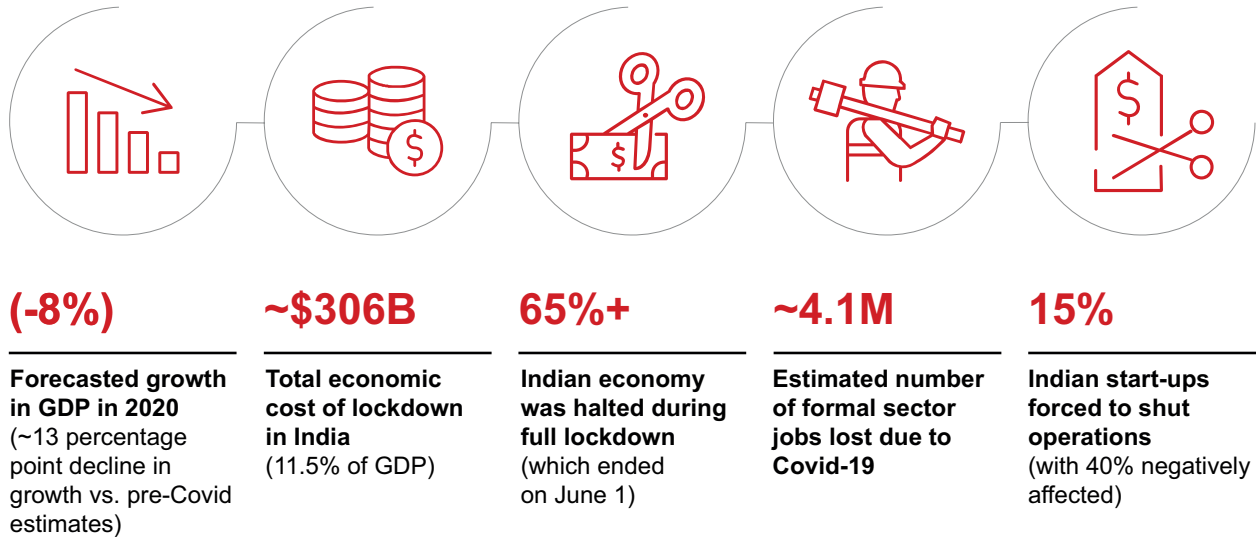 $
$
$
(-8%)
Forecasted growth
in GDP in 2020
(~13 percentage
point decline in
growth vs. pre-Covid
estimates)
~$306B
Total economic
cost of lockdown
in India
(11.5% of GDP)
65%+
Indian economy
was halted during
full lockdown
(which ended
on June 1)
~4.1M
Estimated number
of formal sector
jobs lost due to
Covid-19
15%
Indian start-ups
forced to shut
operations
(with 40% negatively
affected)